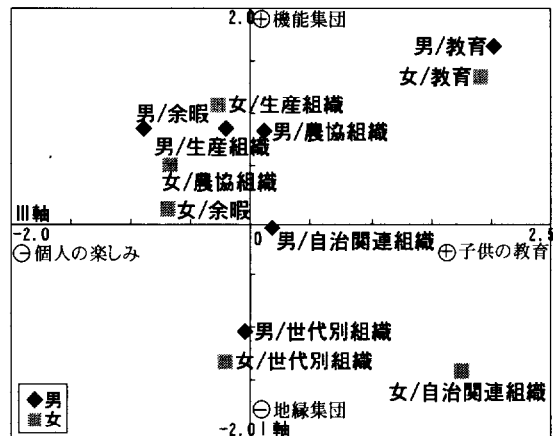 2.0
⊕機能集団
男/教育
女/教育
男/余暇
女/生産組織
男/生産組織
男/農協組織
女/農協組織
女/余暇
Ⅲ軸
-2.0
0
2.5
⊖個人の楽しみ
男/自治関連組織
⊕子供の教育
男/世代別組織
女/世代別組織
女/自治関連組織
◆男
女
⊖地縁集団
-2.0 Ⅰ軸